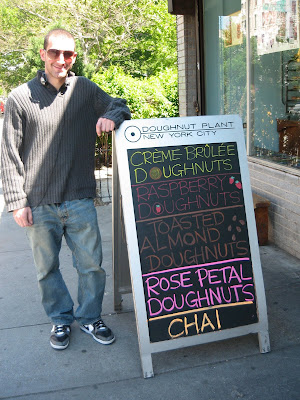 DOUGHNUT PLANT
NEW YORK CITY
CRÈME BRÛLÉE
DOUGHNUTS
RASPBERRY
DOUGHNUTS
TOASTED
ALMOND
DOUGHNUTS
ROSE PETAL
DOUGHNUTS
CHAI